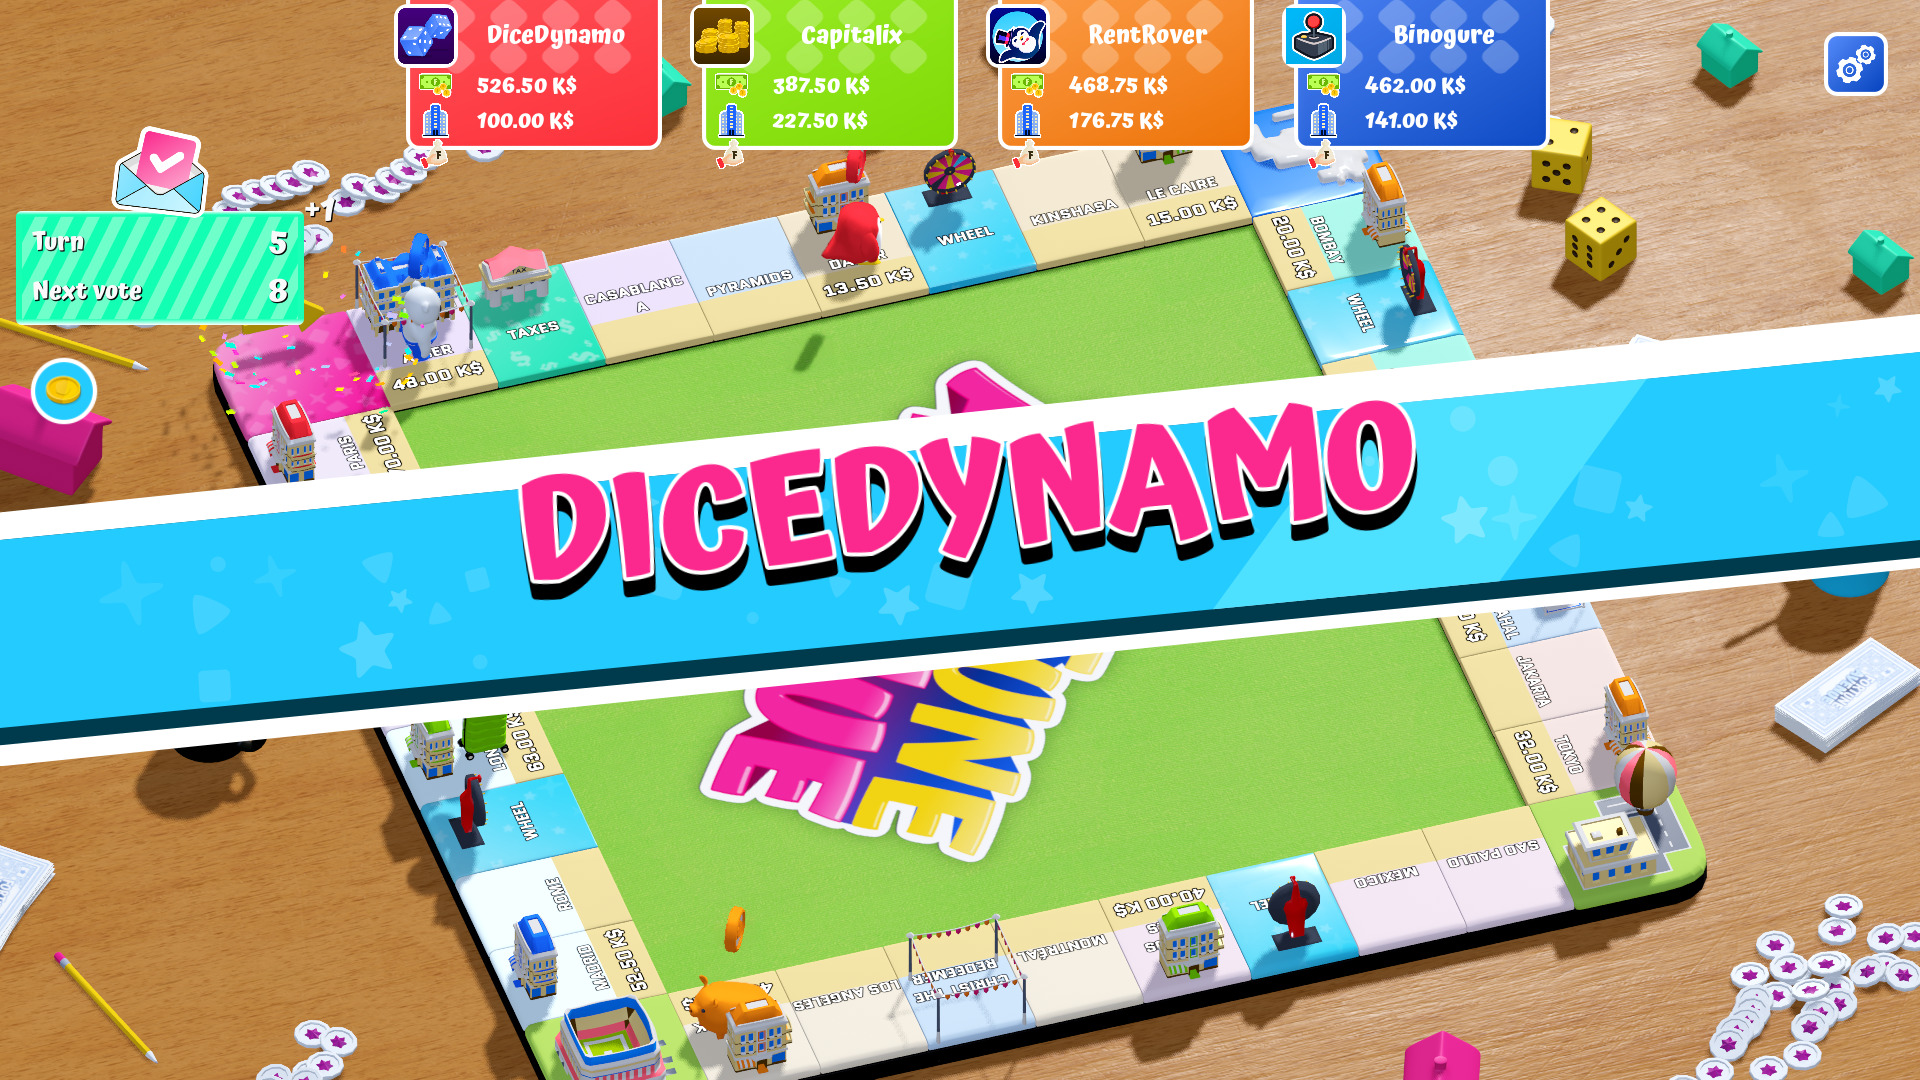 DiceDynamo
526.50 K$
100.00 K$
Capitalix
387.50 K$
227.50 K$
RentRover
468.75 K$
176.75 K$
Binogure
462.00 K$
141.00 K$
Turn 5
Next vote 8
+1
48.00 K$
TAXES
TAX
CASABLANC
A
PYRAMIDS
13.50 K$
WHEEL
KINSHASA
LE CAIRE
15.00 K$
BOMBAY
20.00 K$
WHEEL
PARIS
DICEDYNAMO
JAKARTA
TOKYO
32.00 K$
SAO PAULO
MEXICO
40.00 K$
MONTRÉAL
CHRIST THE
REDEEMER
LOS ANGELES
MADRID
52.50 K$
ROME
WHEEL
63.00 K$